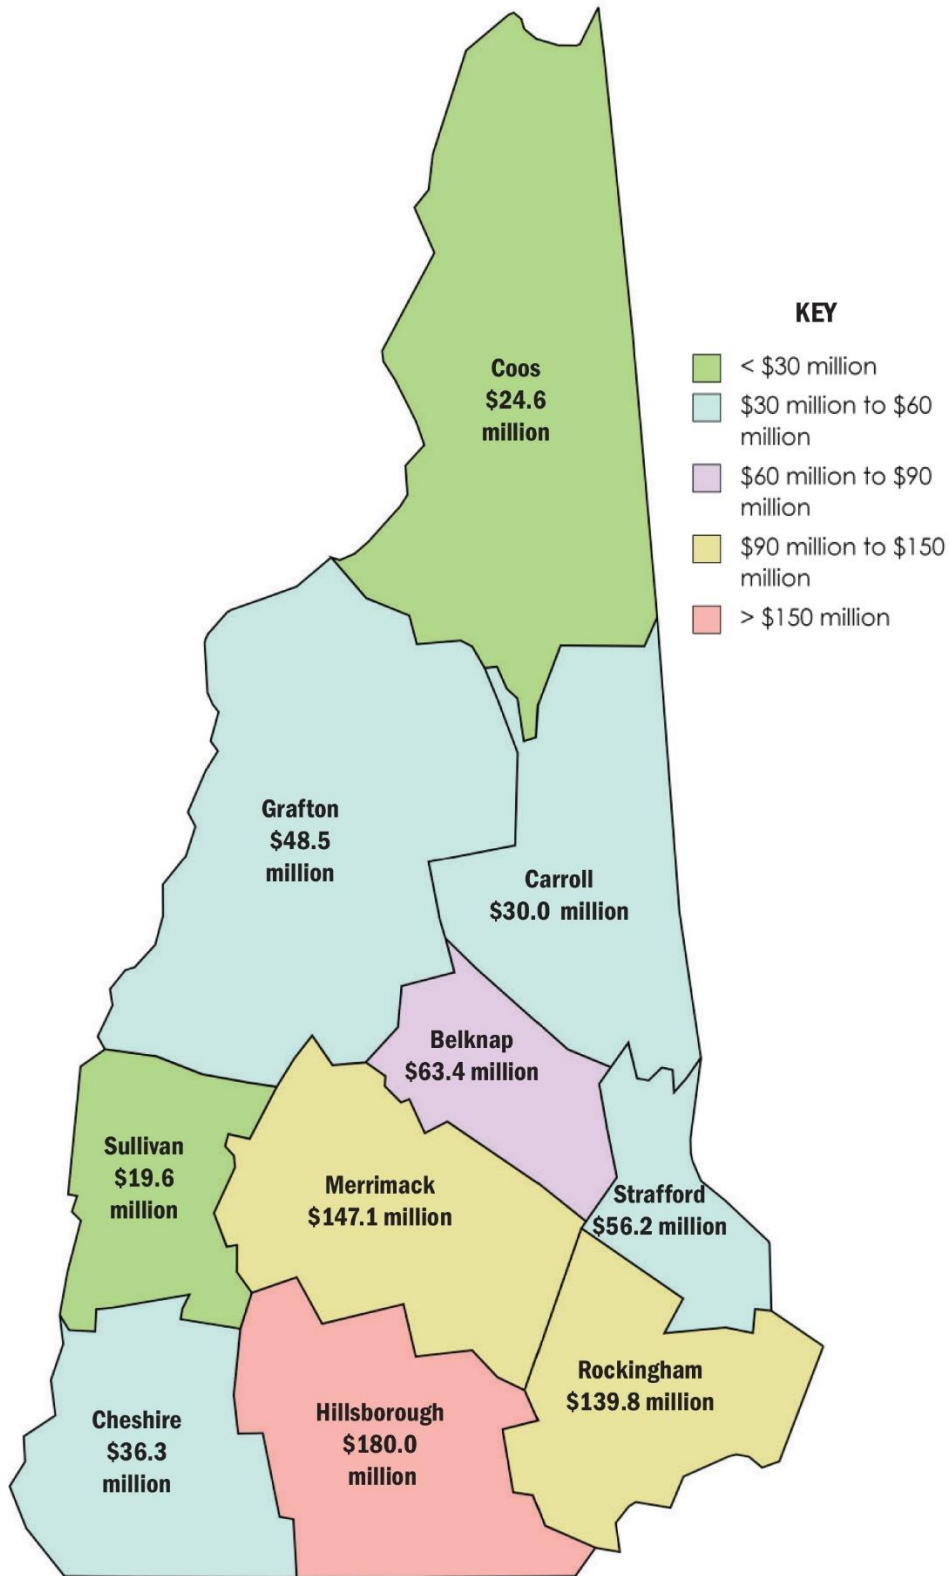 KEY
< $30 million
$30 million to $60
million
$60 million to $90
million
$90 million to $150
million
> $150 million
Coos
$24.6
million
Grafton
$48.5
million
Carroll
$30.0 million
Belknap
$63.4 million
Sullivan
$19.6
million
Merrimack
$147.1 million
Strafford
$56.2 million
Rockingham
$139.8 million
Cheshire
$36.3
million
Hillsborough
$180.0
million